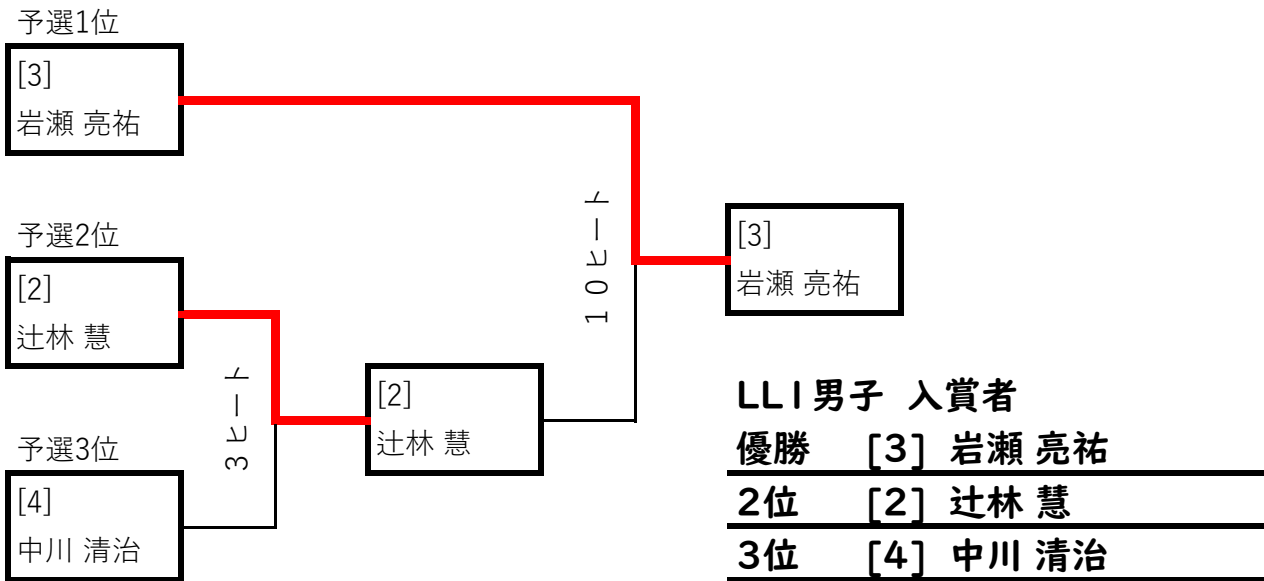 予選1位
[3]
岩瀬 亮祐
予選2位
[2]
辻林 慧
予選3位
[4]
中川 清治
3ヒート
[2]
辻林 慧
10ヒート
[3]
岩瀬 亮祐
LL1男子 入賞者
優勝 [3] 岩瀬 亮祐
2位 [2] 辻林 慧
3位 [4] 中川 清治